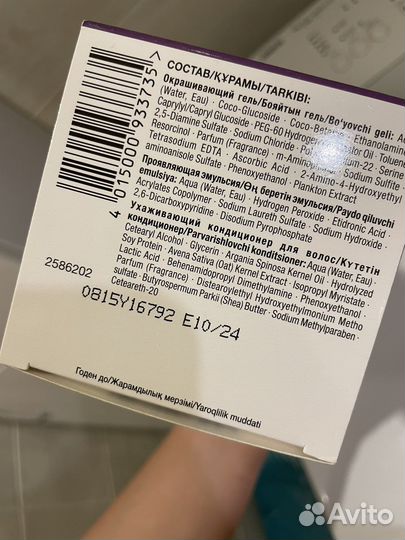 СОСТАВ/ҚҰРАМЫ/TARKIBI:
Окрашивающий гель/Бояйтын гель/Bo'yovchi geli:
(Water, Eau) · Coco-Glucoside · Ethanolamine
Caprylyl/Capryl Glucoside · PEG-60 Hydrogenated Castor Oil · Toluene-
2,5-Diamine Sulfate · Sodium Chloride · Sodium Sulfite ·
Resorcinol · Parfum (Fragrance) · m-Aminophenol
Tetrasodium EDTA · Ascorbic Acid · 2-Amino-4-Hydroxyethyl
aminoanisole Sulfate · Phenoxyethanol · Plankton Extract
Проявляющая эмульсия/Өң беретін эмульсия/Paydo qiluvchi
emulsiya: Aqua (Water, Eau) · Hydrogen Peroxide · Etidronic Acid ·
Acrylates Copolymer · Sodium Laureth Sulfate · Sodium Hydroxide ·
2,6-Dicarboxypyridine · Disodium Pyrophosphate
Ухаживающий кондиционер для волос/Күтетін
кондиционер/Parvarishlovchi konditsioner: Aqua (Water, Eau) ·
Cetearyl Alcohol · Glycerin · Argania Spinosa Kernel Oil · Hydrolyzed
Soy Protein · Avena Sativa (Oat) Kernel Extract · Isopropyl Myristate ·
Lactic Acid · Behenamidopropyl Dimethylamine · Phenoxyethanol ·
Parfum (Fragrance) · Distearoylethyl Hydroxyethylmonium Metho
sulfate · Butyrospermum Parkii (Shea) Butter · Sodium Methylparaben ·
Ceteareth-20
4 015000 933735
2586202
0815Y16792 E10/24
Годен до/Жарамдылық мерзімі/Yaroqlilik muddati
Avito